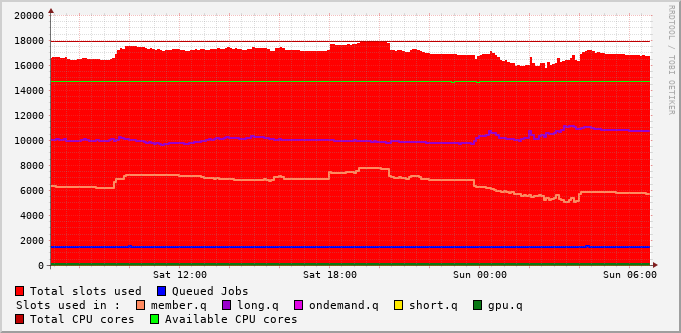 20000
18000
16000
14000
12000
10000
8000
6000
4000
2000
0
Sat 12:00 Sat 18:00 Sun 00:00 Sun 06:00
RRDTOOL / TOBI OETIKER
Total slots used Queued Jobs
Slots used in : member.q long.q ondemand.q short.q gpu.q
Total CPU cores Available CPU cores